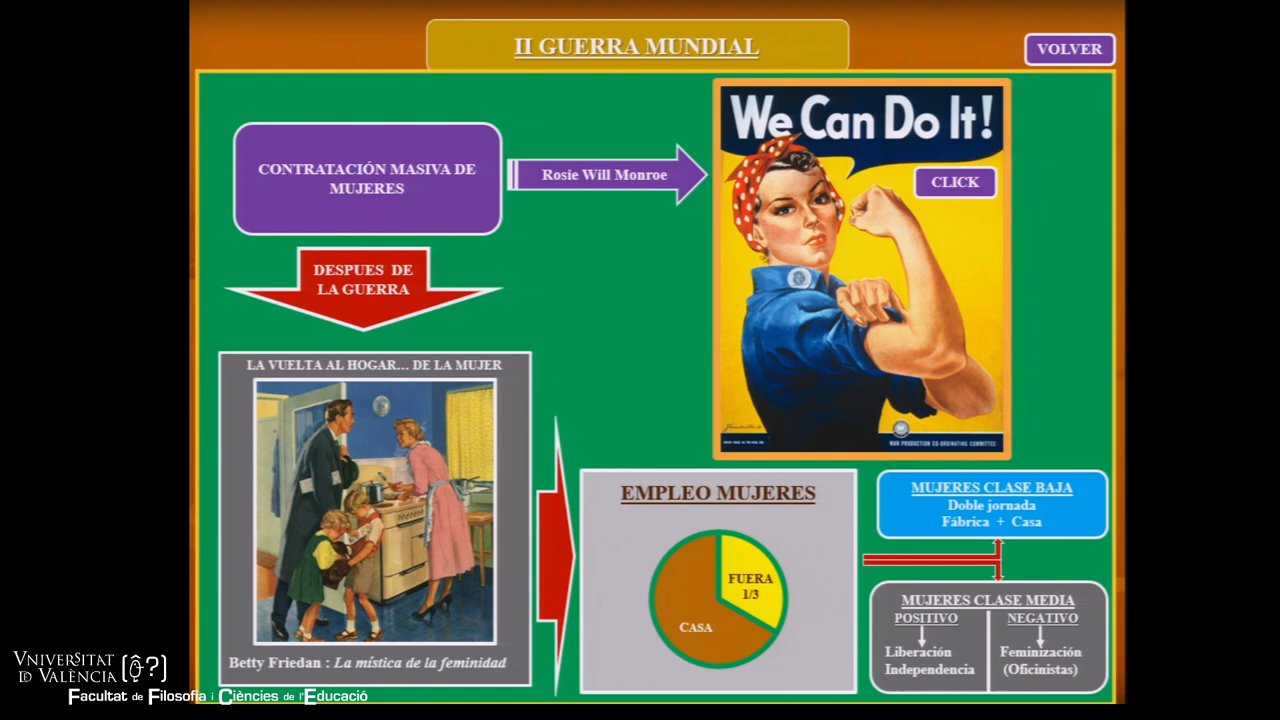 II GUERRA MUNDIAL
VOLVER
CONTRATACIÓN MASIVA DE
MUJERES
Rosie Will Monroe
We Can Do It!
CLICK
WAR PRODUCTION CO-ORDINATING COMMITTEE
DESPUES DE
LA GUERRA
LA VUELTA AL HOGAR... DE LA MUJER
Betty Friedan : La mística de la feminidad
EMPLEO MUJERES
FUERA
1/3
CASA
MUJERES CLASE BAJA
Doble jornada
Fábrica + Casa
MUJERES CLASE MEDIA
POSITIVO
NEGATIVO
Liberación
Independencia
Feminización
(Oficinistas)
VNIVERSITAT
DE VALÈNCIA
Facultat de Filosofia i Ciències de l'Educació